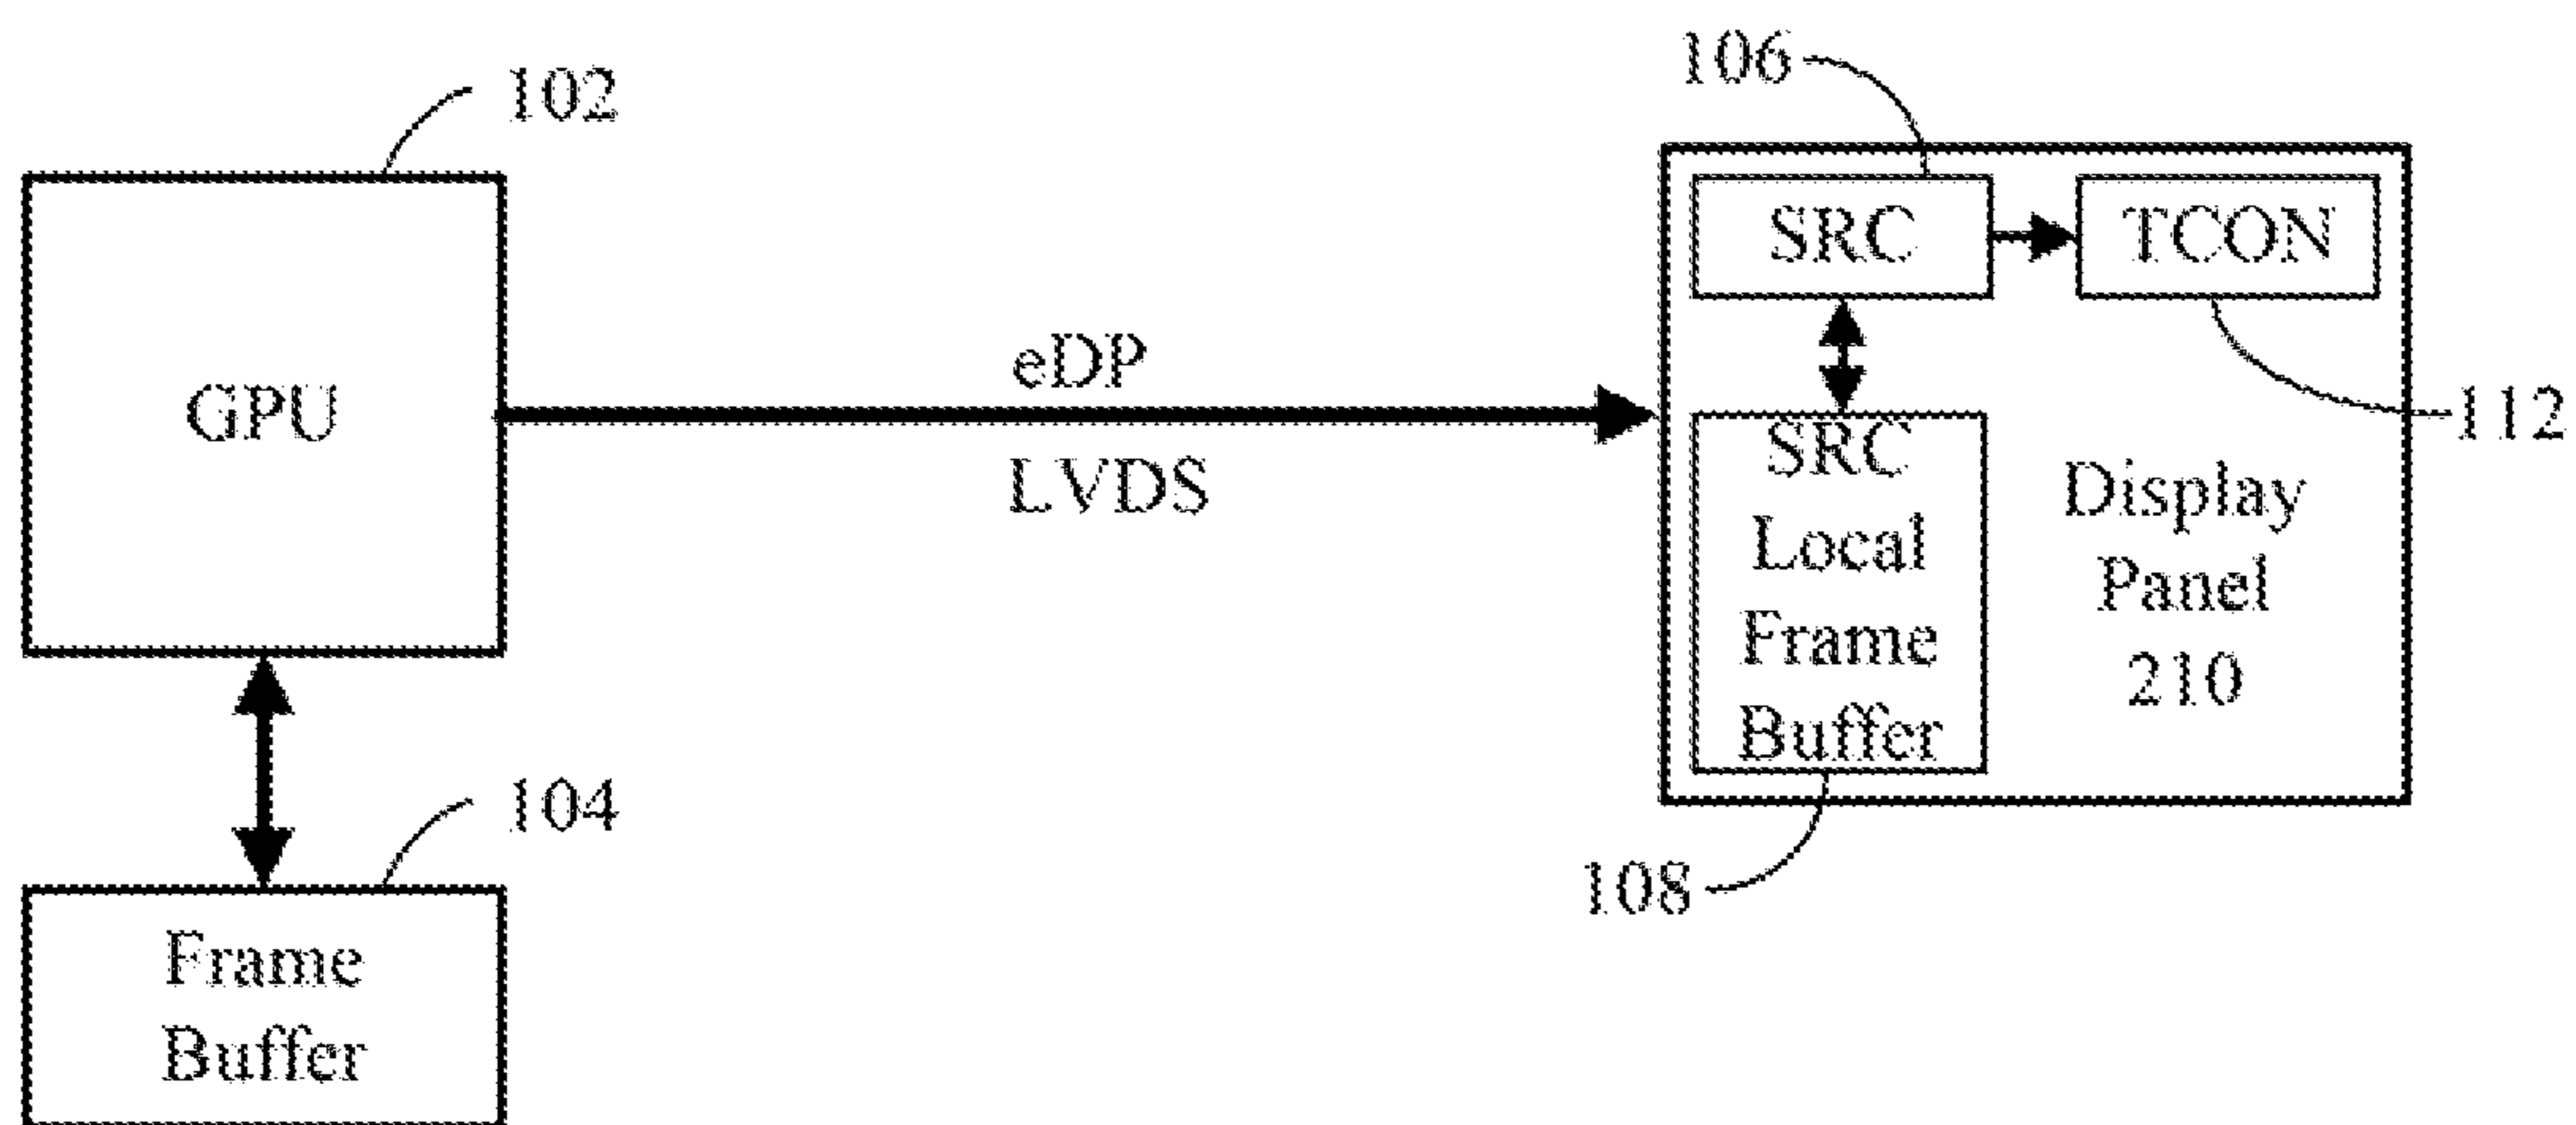 106
102
SRC
TCON
eDP
GPU
LVDS
112
SRC
Local
Frame
Buffer
Display
Panel
210
104
108
Frame
Buffer